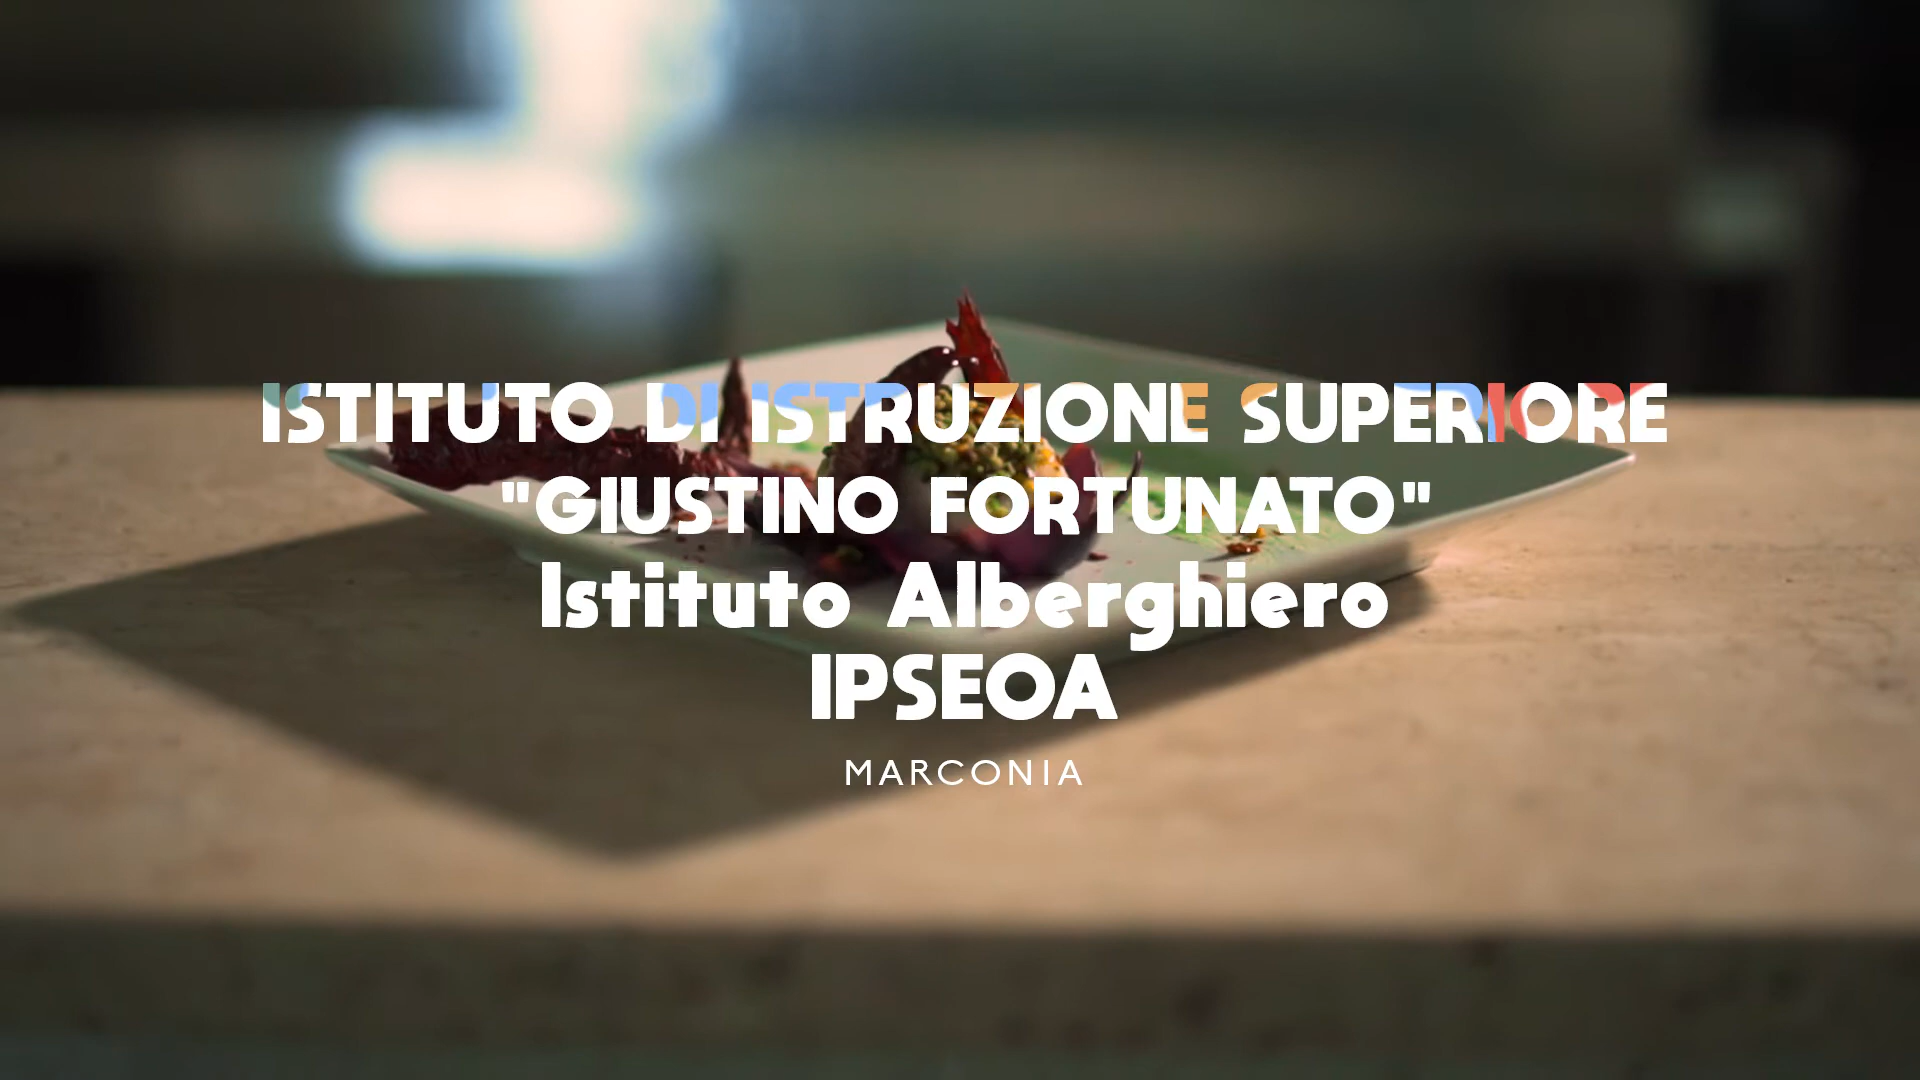 ISTITUTO DI ISTRUZIONE SUPERIORE
"GIUSTINO FORTUNATO"
Istituto Alberghiero
IPSEOA
MARCONIA